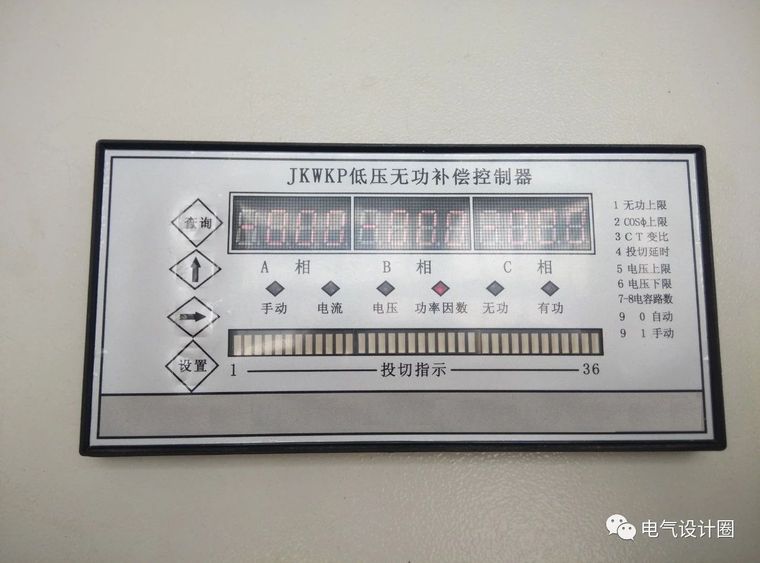 JKWKP低压无功补偿控制器
查询
设置
A 相 B 相 C 相
手动 电流 电压 功率因数 无功 有功
1 投切指示 36
1 无功上限
2 COSΦ上限
3 CT 变比
4 投切延时
5 电压上限
6 电压下限
7-8电容路数
9 0 自动
9 1 手动
电气设计圈